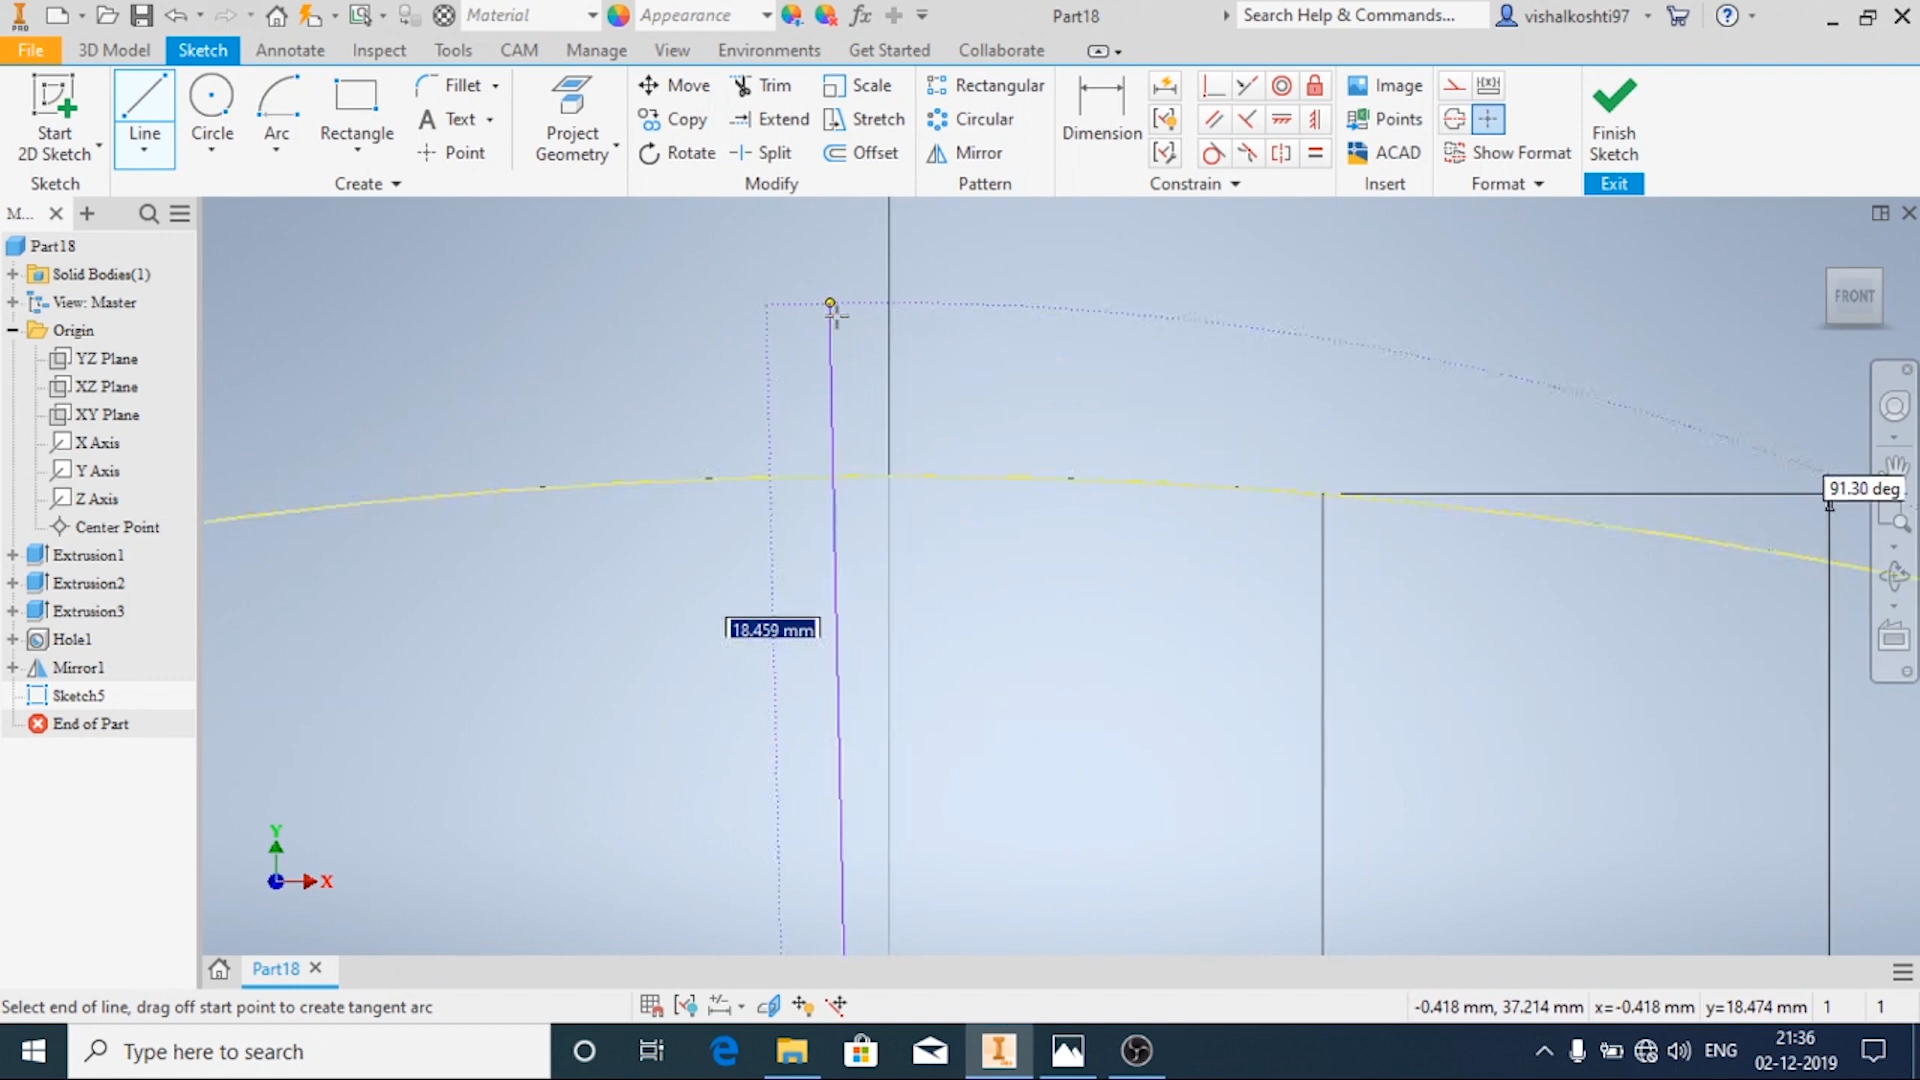 Material
Appearance
Part18
Search Help & Commands...
vishalkoshti97
PRO
File
3D Model
Sketch
Annotate
Inspect
Tools
CAM
Manage
View
Environments
Get Started
Collaborate
Start
2D Sketch
Line
Circle
Arc
Rectangle
Fillet
Text
Point
Project
Geometry
Move
Copy
Rotate
Trim
Extend
Split
Scale
Stretch
Offset
Rectangular
Circular
Mirror
Dimension
Image
Points
ACAD
Show Format
Finish
Sketch
Sketch
Create
Modify
Pattern
Constrain
Insert
Format
Exit
M...
Part18
Solid Bodies(1)
View: Master
Origin
YZ Plane
XZ Plane
XY Plane
X Axis
Y Axis
Z Axis
Center Point
Extrusion1
Extrusion2
Extrusion3
Hole1
Mirror1
Sketch5
End of Part
FRONT
91.30 deg
18.459 mm
Y
X
Part18
Select end of line, drag off start point to create tangent arc
-0.418 mm, 37.214 mm
x=-0.418 mm
y=18.474 mm
1
1
Type here to search
ENG
21:36
02-12-2019